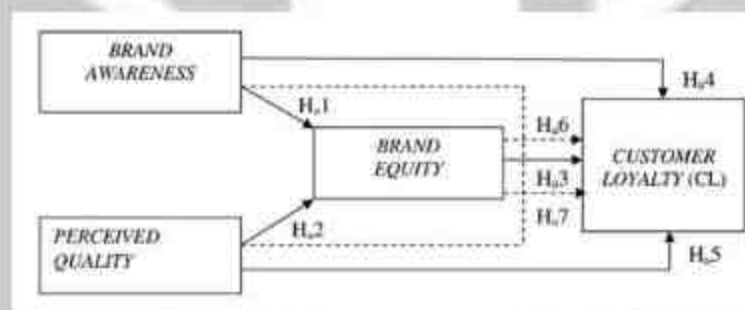 BRAND
AWARENESS
Hₐ4
Hₐ1
Hₐ6
BRAND
EQUITY
CUSTOMER
LOYALTY (CL)
Hₐ3
Hₐ7
Hₐ2
PERCEIVED
QUALITY
Hₐ5